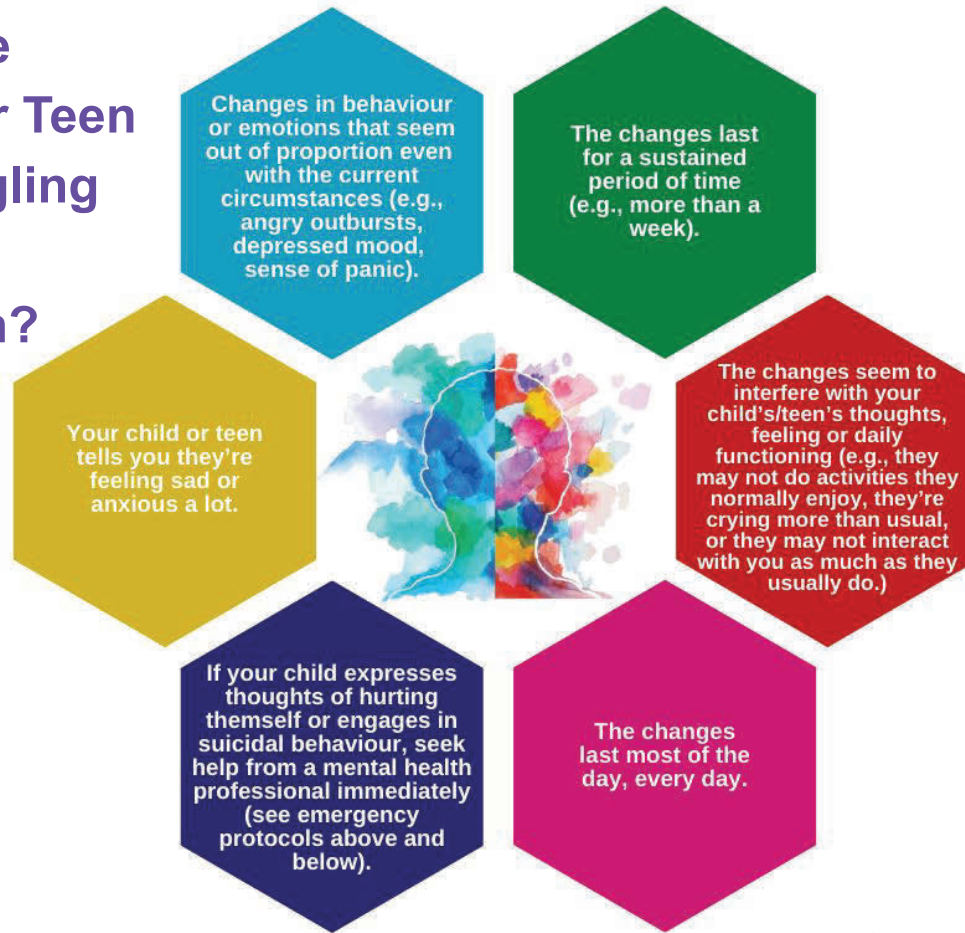 e
r Teen
gling
n?
Changes in behaviour
or emotions that seem
out of proportion even
with the current
circumstances (e.g.,
angry outbursts,
depressed mood,
sense of panic).
The changes last
for a sustained
period of time
(e.g., more than a
week).
Your child or teen
tells you they're
feeling sad or
anxious a lot.
The changes seem to
interfere with your
child's/teen's thoughts,
feeling or daily
functioning (e.g., they
may not do activities they
normally enjoy, they're
crying more than usual,
or they may not interact
with you as much as they
usually do.)
If your child expresses
thoughts of hurting
themself or engages in
suicidal behaviour, seek
help from a mental health
professional immediately
(see emergency
protocols above and
below).
The changes
last most of the
day, every day.